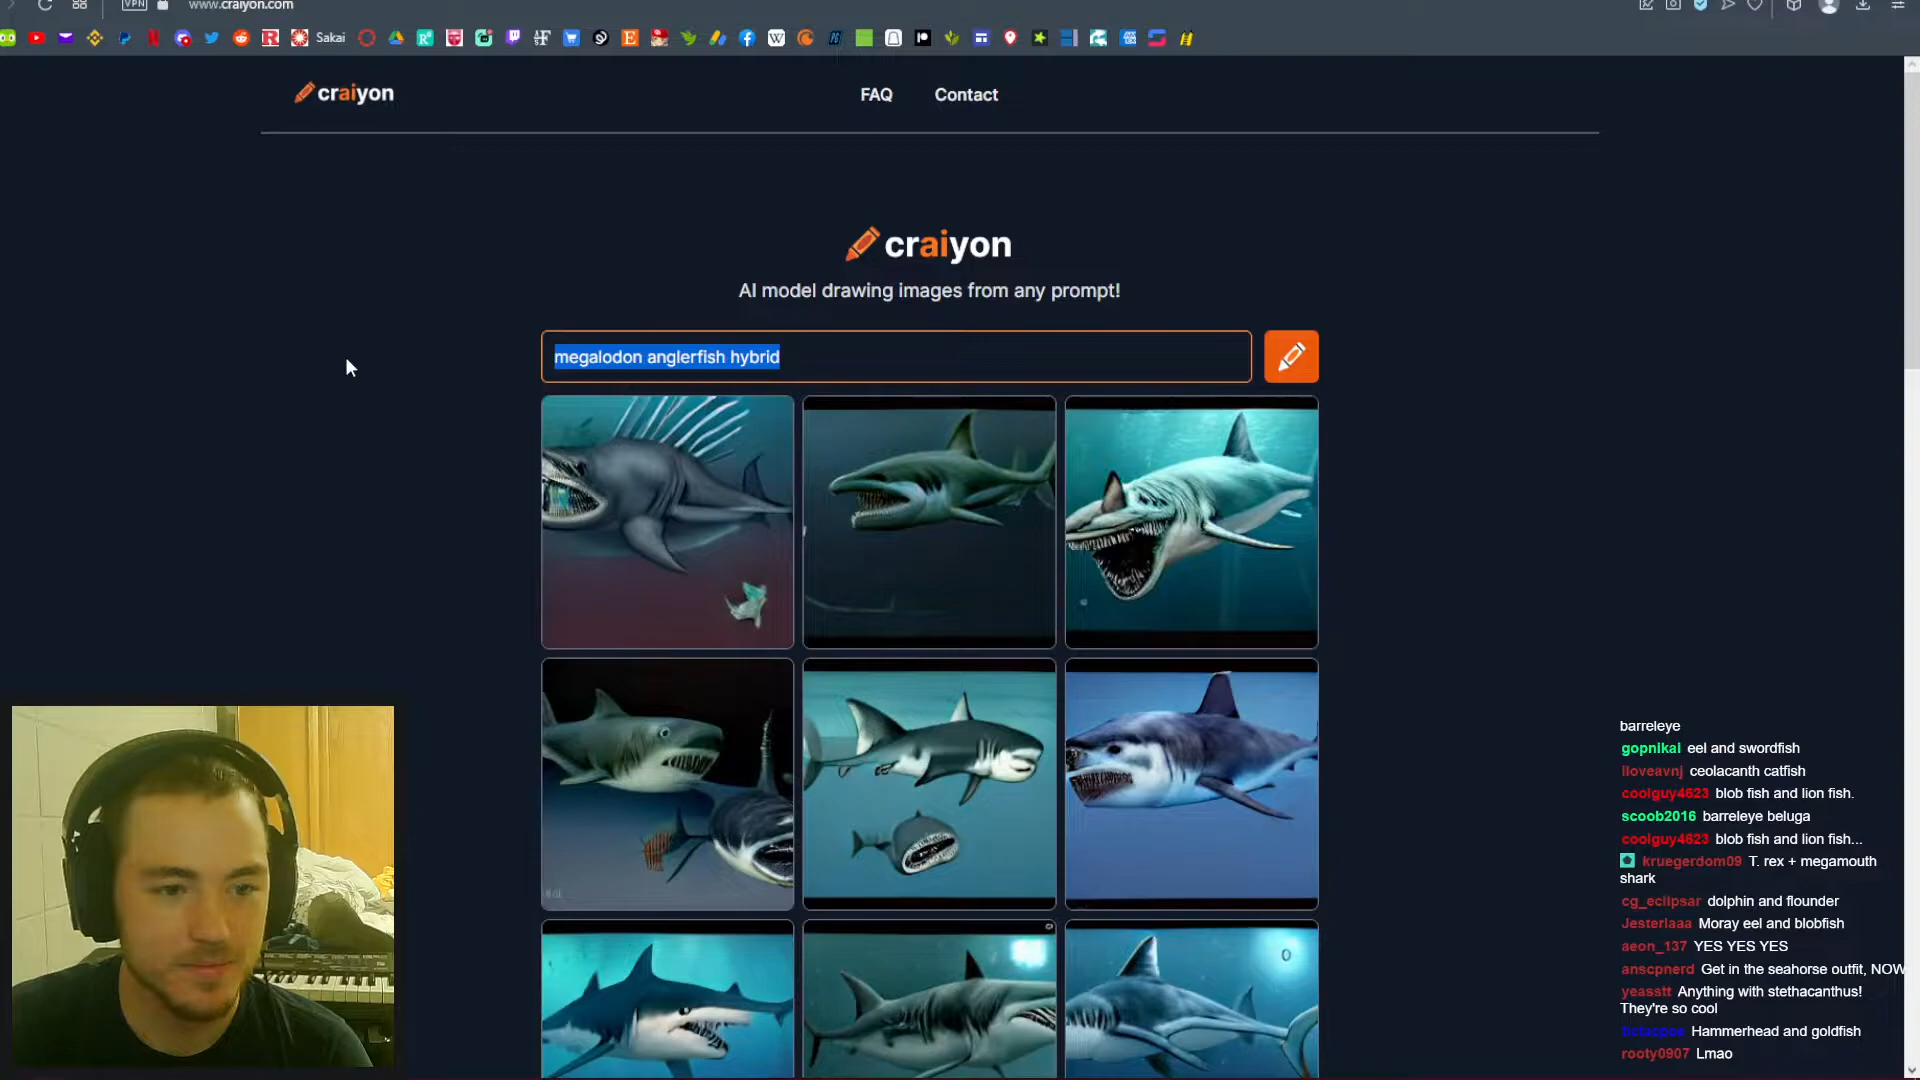 VPN
www.craiyon.com
Sakai
craiyon
FAQ
Contact
craiyon
AI model drawing images from any prompt!
megalodon anglerfish hybrid
barreleye
gopnikai eel and swordfish
iloveavnj ceolacanth catfish
coolguy4623 blob fish and lion fish.
scoob2016 barreleye beluga
coolguy4623 blob fish and lion fish...
kruegerdom09 T. rex + megamouth
shark
cg_eclipsar dolphin and flounder
Jesterlaaa Moray eel and blobfish
aeon_137 YES YES YES
anscpnerd Get in the seahorse outfit, NOW
yeasstt Anything with stethacanthus!
They're so cool
Hammerhead and goldfish
rooty0907 Lmao